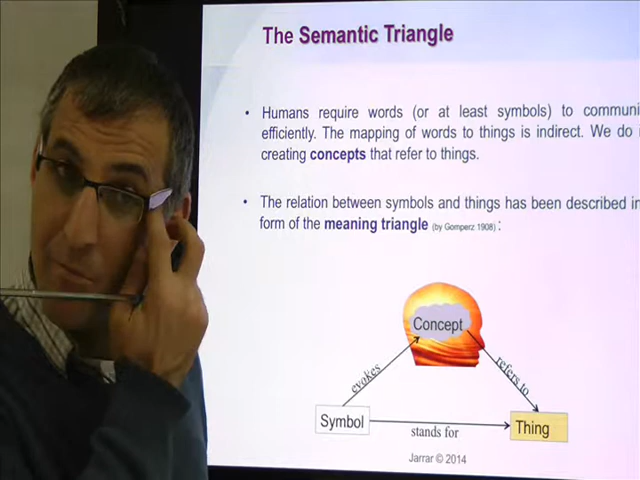 The Semantic Triangle
• Humans require words (or at least symbols) to communi
efficiently. The mapping of words to things is indirect. We do i
creating concepts that refer to things.
• The relation between symbols and things has been described in
form of the meaning triangle (by Gomperz 1908) :
Concept
evokes
refers to
Symbol
stands for
Thing
Jarrar © 2014